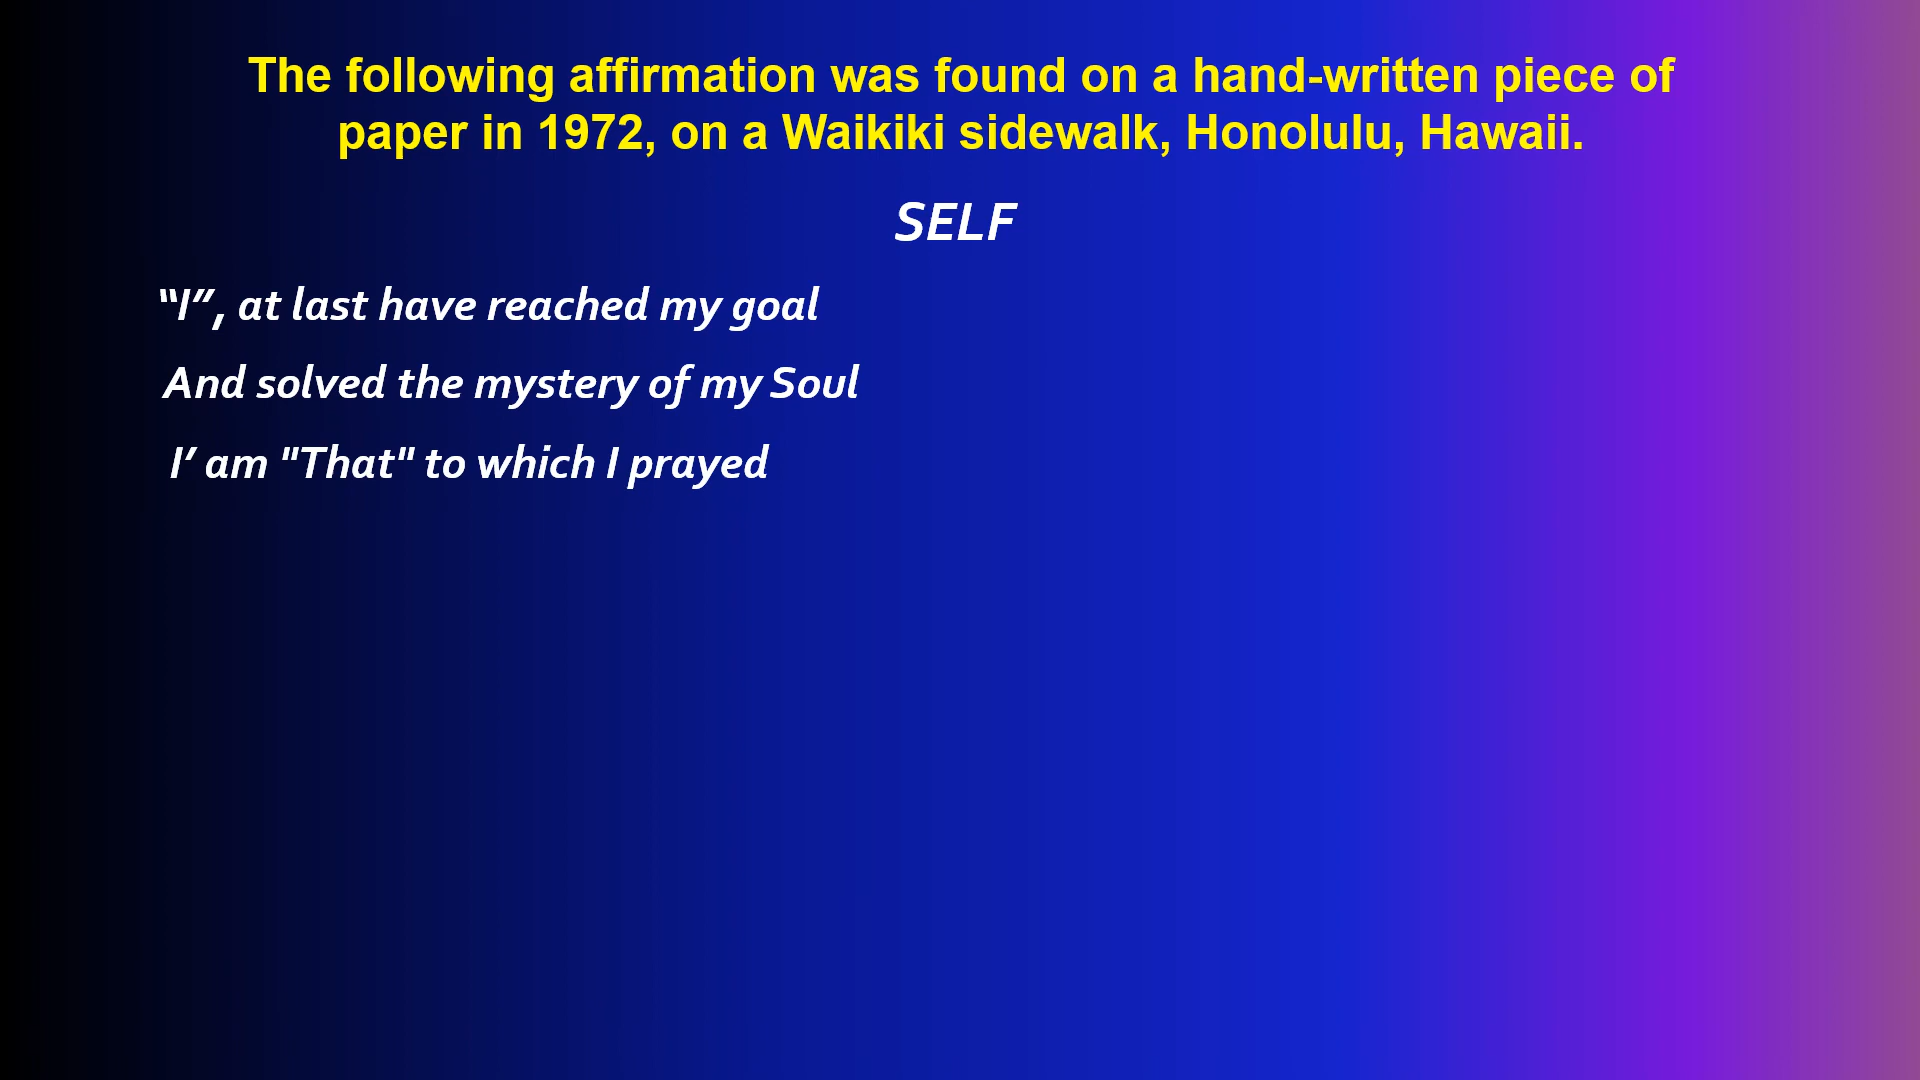 The following affirmation was found on a hand-written piece of
paper in 1972, on a Waikiki sidewalk, Honolulu, Hawaii.
SELF
“I”, at last have reached my goal
And solved the mystery of my Soul
I’ am "That" to which I prayed